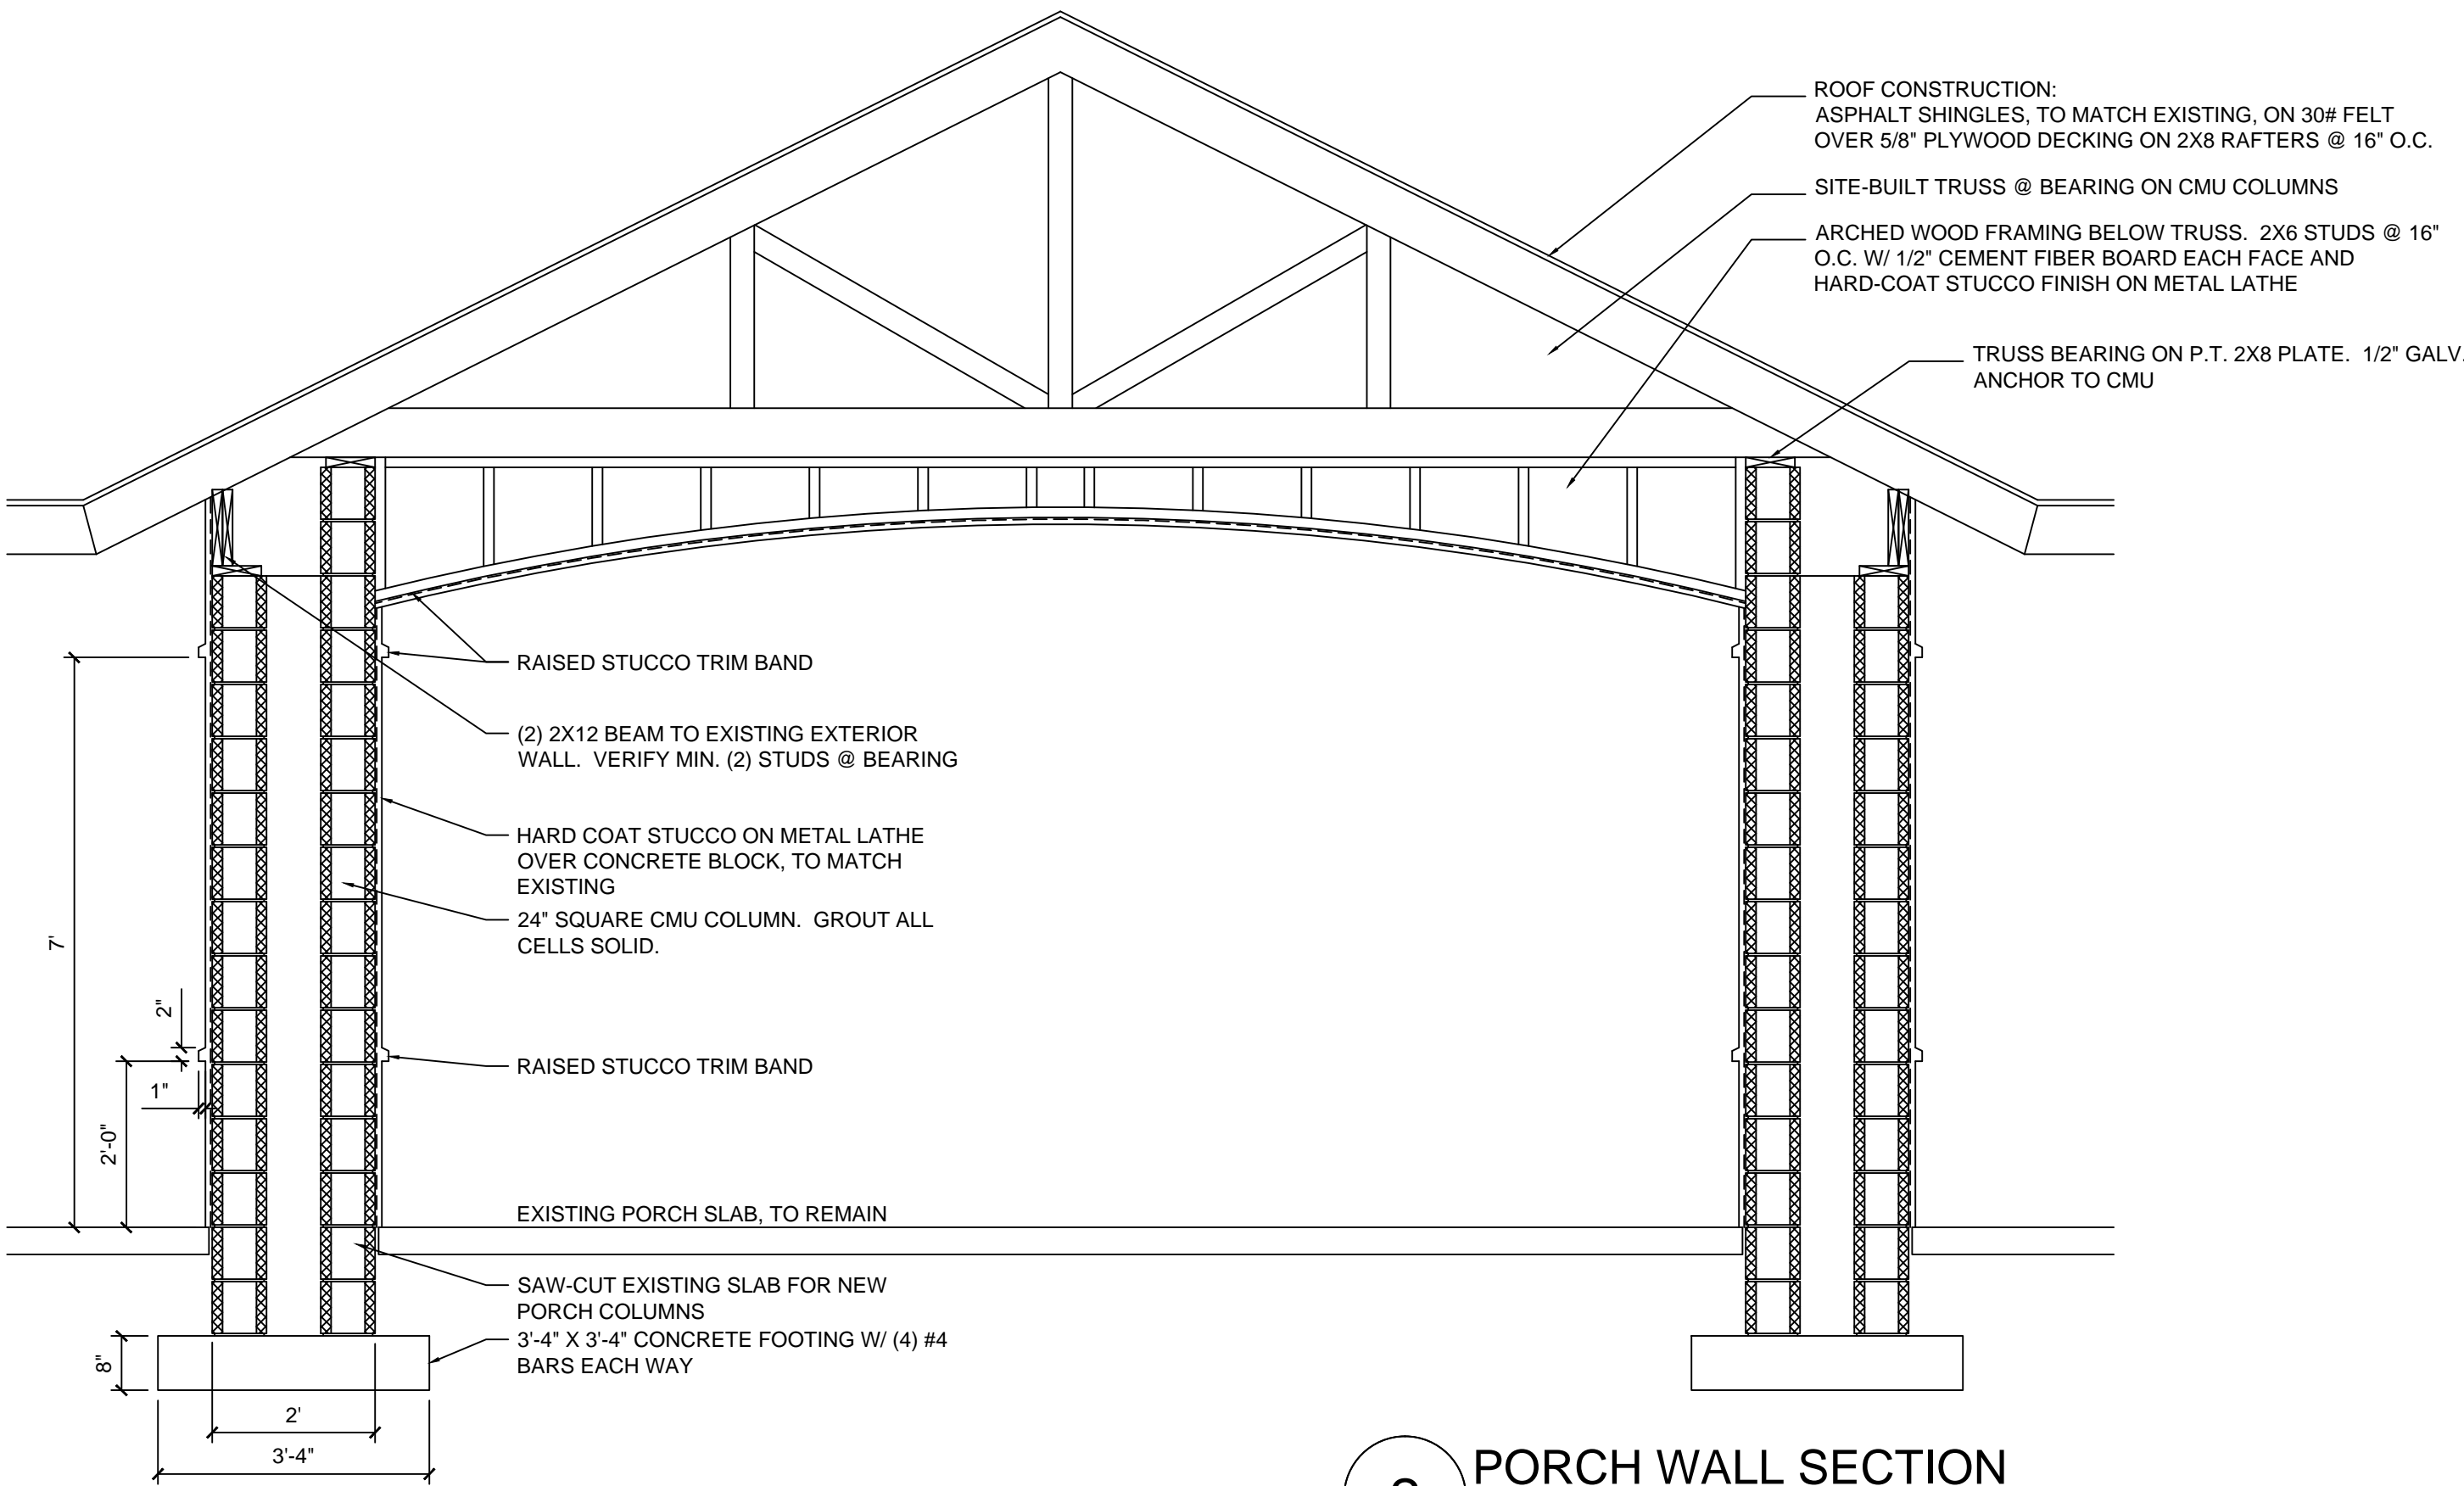 ROOF CONSTRUCTION:
ASPHALT SHINGLES, TO MATCH EXISTING, ON 30# FELT
OVER 5/8" PLYWOOD DECKING ON 2X8 RAFTERS @ 16" O.C.
SITE-BUILT TRUSS @ BEARING ON CMU COLUMNS
ARCHED WOOD FRAMING BELOW TRUSS. 2X6 STUDS @ 16"
O.C. W/ 1/2" CEMENT FIBER BOARD EACH FACE AND
HARD-COAT STUCCO FINISH ON METAL LATHE
TRUSS BEARING ON P.T. 2X8 PLATE. 1/2" GALV.
ANCHOR TO CMU
RAISED STUCCO TRIM BAND
(2) 2X12 BEAM TO EXISTING EXTERIOR
WALL. VERIFY MIN. (2) STUDS @ BEARING
HARD COAT STUCCO ON METAL LATHE
OVER CONCRETE BLOCK, TO MATCH
EXISTING
24" SQUARE CMU COLUMN. GROUT ALL
CELLS SOLID.
7'
2"
RAISED STUCCO TRIM BAND
1"
2'-0"
EXISTING PORCH SLAB, TO REMAIN
SAW-CUT EXISTING SLAB FOR NEW
PORCH COLUMNS
3'-4" X 3'-4" CONCRETE FOOTING W/ (4) #4
BARS EACH WAY
8"
2'
3'-4"
PORCH WALL SECTION